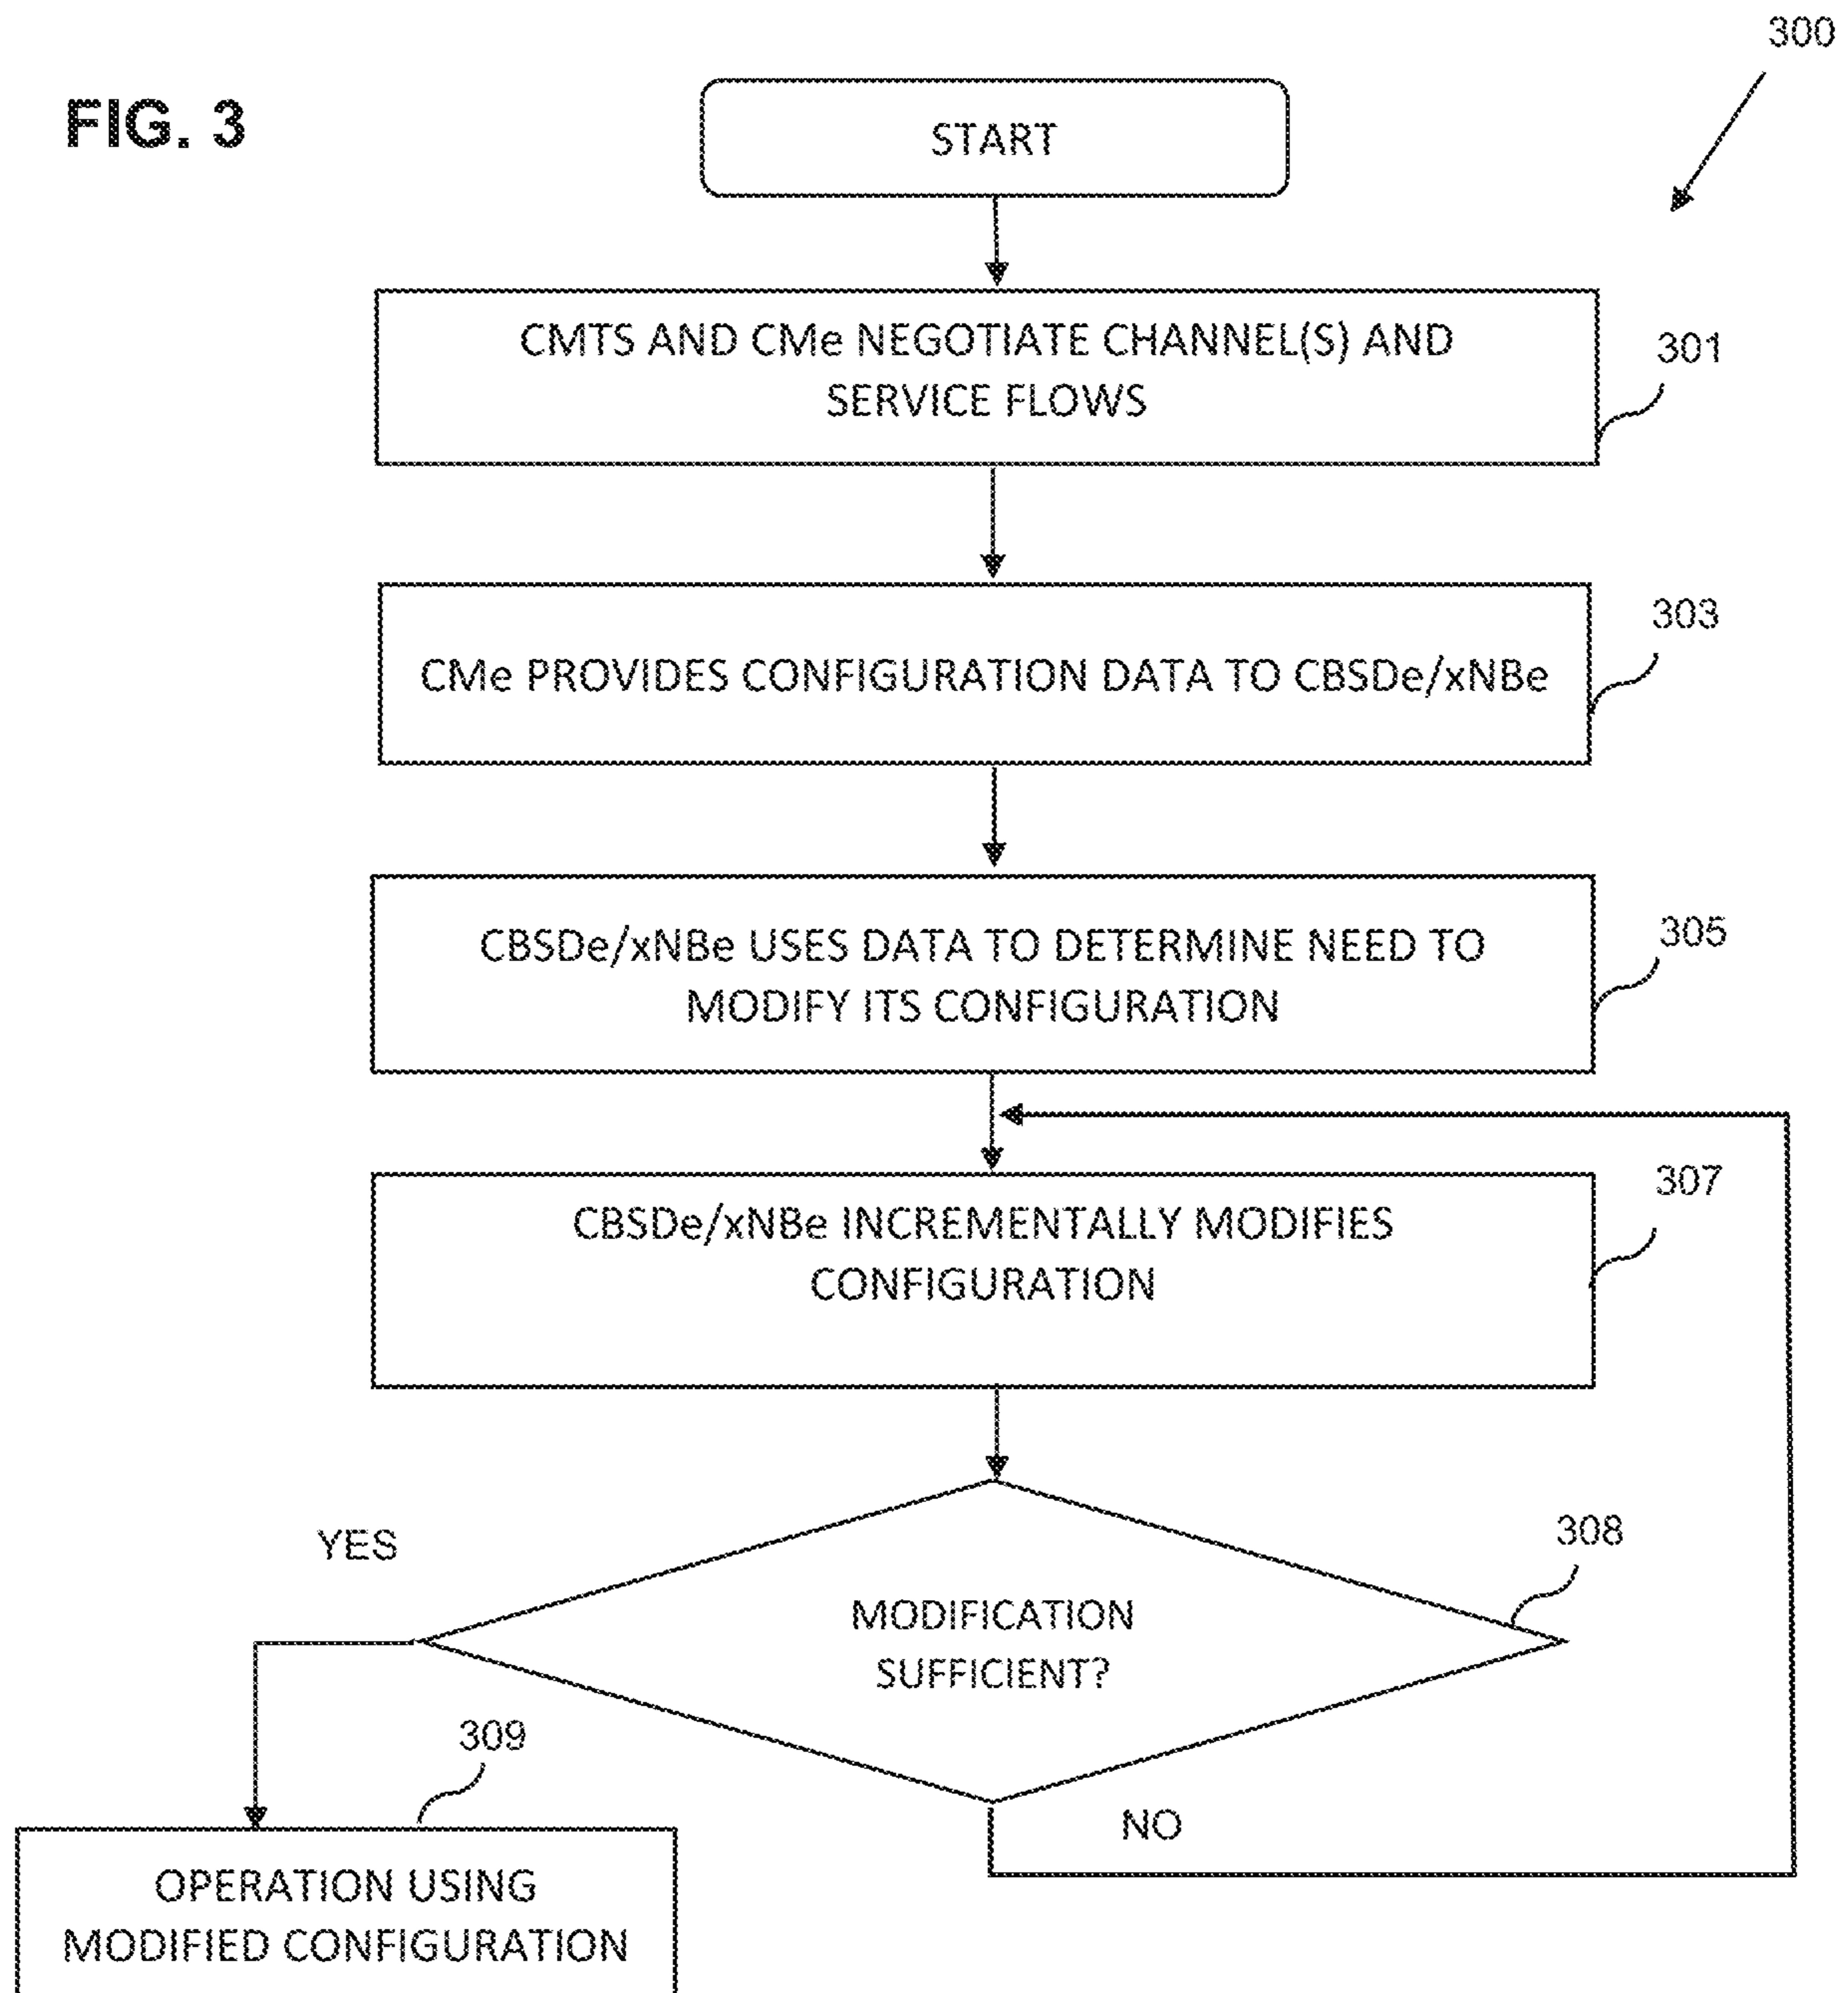 300
FIG. 3
START
CMTS AND CMe NEGOTIATE CHANNEL(S) AND
SERVICE FLOWS
301
CMe PROVIDES CONFIGURATION DATA TO CBSDe/xNBe
303
CBSDe/xNBe USES DATA TO DETERMINE NEED TO
MODIFY ITS CONFIGURATION
305
CBSDe/xNBe INCREMENTALLY MODIFIES
CONFIGURATION
307
MODIFICATION
SUFFICIENT?
308
YES
NO
309
OPERATION USING
MODIFIED CONFIGURATION